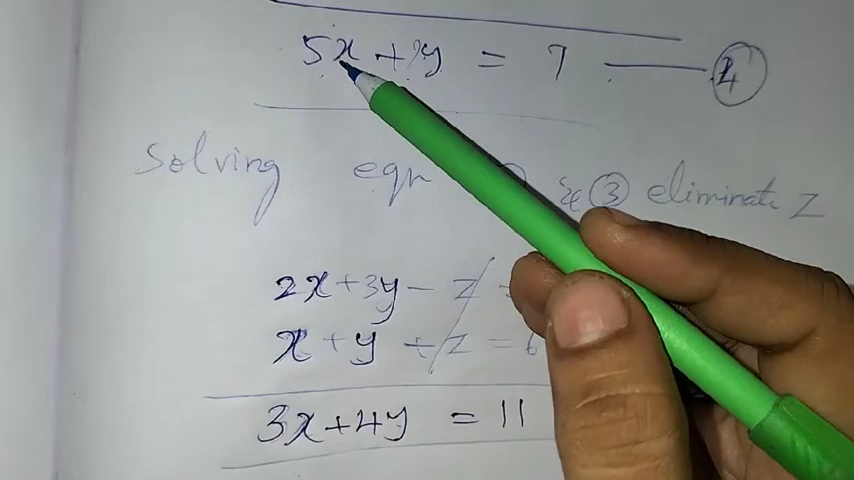 5x + 2y = 7 ④
Solving eqn & ③ eliminate Z
2x + 3y - z
x + y + z = 6
3x + 4y = 11